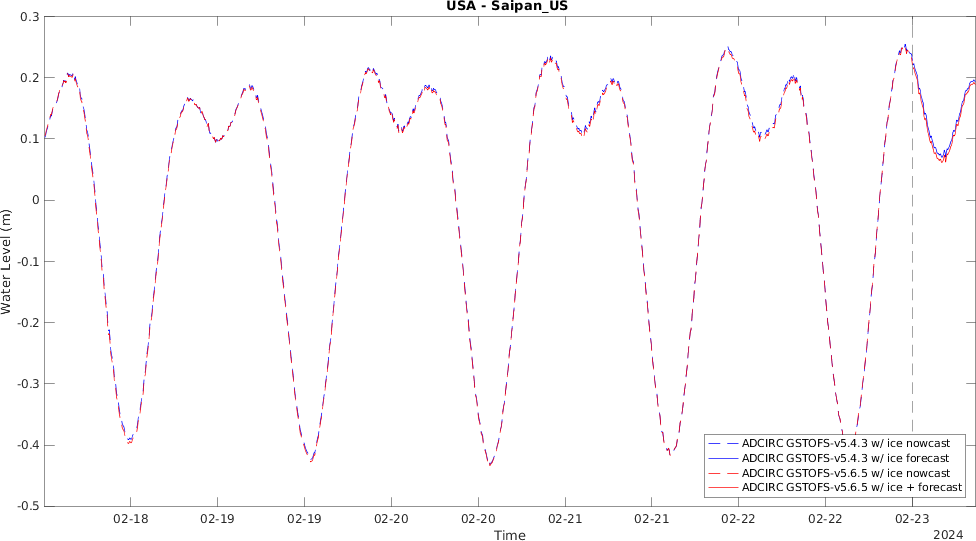 USA - Saipan_US
0.3
0.2
0.1
0
-0.1
-0.2
-0.3
-0.4
-0.5
Water Level (m)
ADCIRC GSTOFS-v5.4.3 w/ ice nowcast
ADCIRC GSTOFS-v5.4.3 w/ ice forecast
ADCIRC GSTOFS-v5.6.5 w/ ice nowcast
ADCIRC GSTOFS-v5.6.5 w/ ice + forecast
02-18 02-19 02-19 02-20 02-20 02-21 02-21 02-22 02-22 02-23
Time
2024